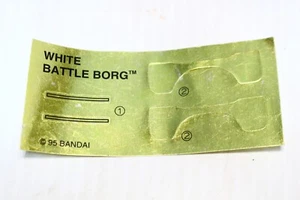 WHITE
BATTLE BORG™
①
②
②
© 95 BANDAI